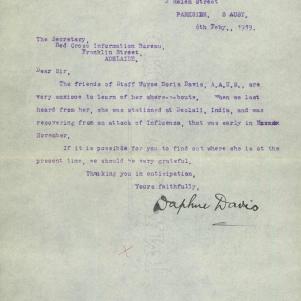 Helen Street
PARKSIDE, S AUST,
6th Feby,, 1919.
The Secretary,
Red Cross Information Bureau,
Franklin Street,
ADELAIDE,
Dear Sir,
The friends of Staff Nurse Doris Davis, A,A,N,S,, are
very anxious to learn of her where-abouts, When we last
heard from her, she was stationed at Deolali, India, and was
recovering from an attack of Influenza, that was early in
November,
If it is possible for you to find out where she is at the
present time, we should be very grateful,
Thanking you in anticipation,
Yours faithfully,
Daphne Davis